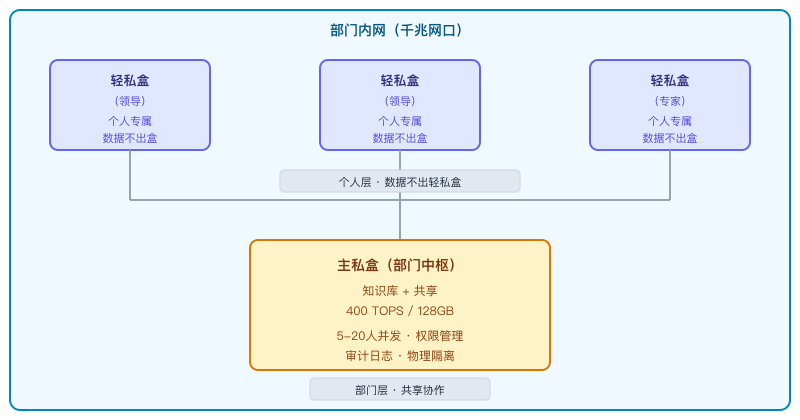 部门内网（千兆网口）
轻私盒
（领导）
个人专属
数据不出盒
轻私盒
（领导）
个人专属
数据不出盒
轻私盒
（专家）
个人专属
数据不出盒
个人层 · 数据不出轻私盒
主私盒（部门中枢）
知识库 + 共享
400 TOPS / 128GB
5–20人并发 · 权限管理
审计日志 · 物理隔离
部门层 · 共享协作